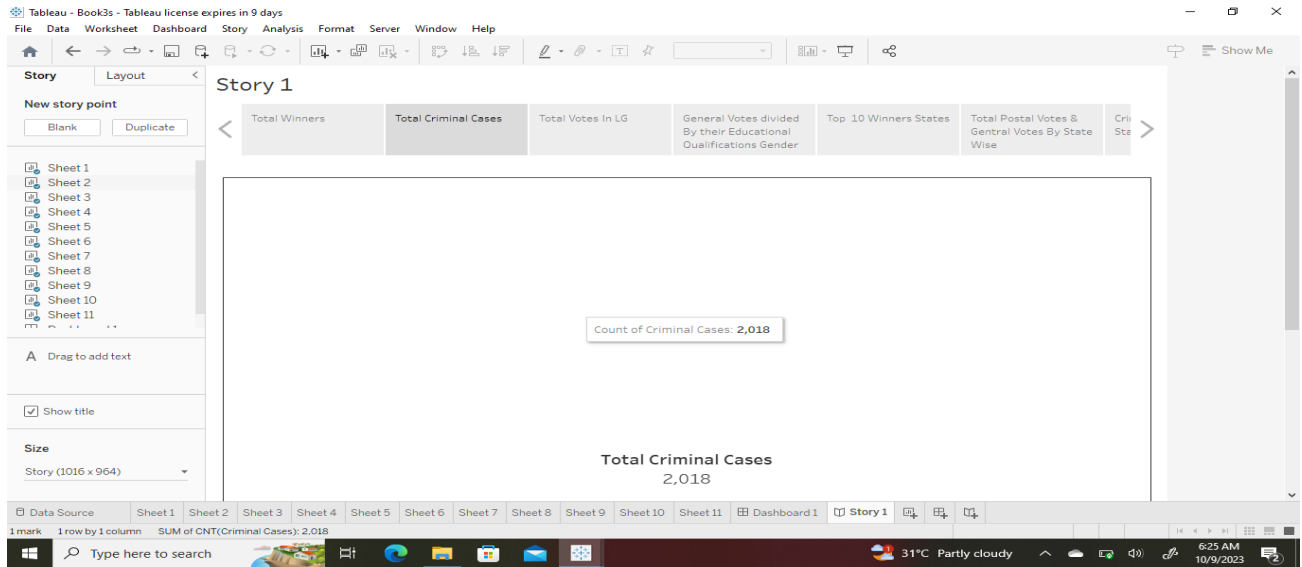 Tableau - Book3s - Tableau license expires in 9 days
File Data Worksheet Dashboard Story Analysis Format Server Window Help
Show Me
Story Layout
New story point
Blank Duplicate
Sheet 1
Sheet 2
Sheet 3
Sheet 4
Sheet 5
Sheet 6
Sheet 7
Sheet 8
Sheet 9
Sheet 10
Sheet 11
A Drag to add text
Show title
Size
Story (1016 x 964)
Story 1
Total Winners
Total Criminal Cases
Total Votes In LG
General Votes divided
By their Educational
Qualifications Gender
Top 10 Winners States
Total Postal Votes &
Gentral Votes By State
Wise
Cri
Sta
Count of Criminal Cases: 2,018
Total Criminal Cases
2,018
Data Source Sheet 1 Sheet 2 Sheet 3 Sheet 4 Sheet 5 Sheet 6 Sheet 7 Sheet 8 Sheet 9 Sheet 10 Sheet 11 Dashboard 1 Story 1
1 mark 1 row by 1 column SUM of CNT(Criminal Cases): 2,018
Type here to search
31°C Partly cloudy
6:25 AM
10/9/2023
2